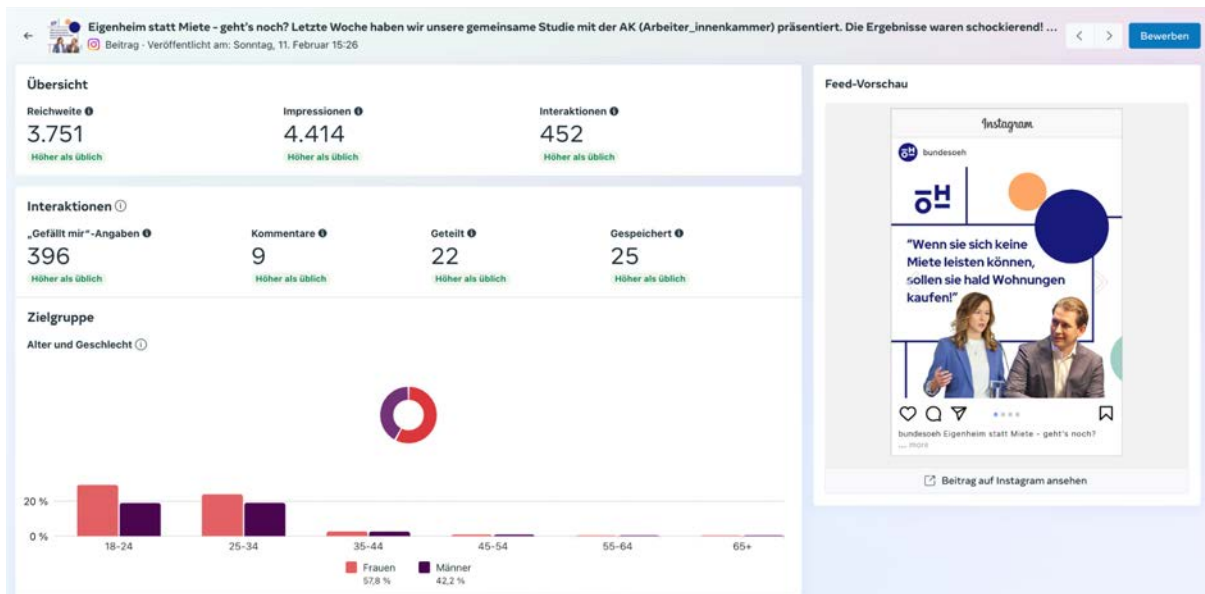 Eigenheim statt Miete - geht's noch? Letzte Woche haben wir unsere gemeinsame Studie mit der AK (Arbeiter_innenkammer) präsentiert. Die Ergebnisse waren schockierend! ...
Beitrag · Veröffentlicht am: Sonntag, 11. Februar 15:26
Bewerben
Übersicht
Reichweite
Impressionen
Interaktionen
3.751
4.414
452
Höher als üblich
Höher als üblich
Höher als üblich
Interaktionen
„Gefällt mir“-Angaben
Kommentare
Geteilt
Gespeichert
396
9
22
25
Höher als üblich
Höher als üblich
Höher als üblich
Höher als üblich
Zielgruppe
Alter und Geschlecht
20 %
0 %
18-24
25-34
35-44
45-54
55-64
65+
Frauen
57,8 %
Männer
42,2 %
Feed-Vorschau
Instagram
bundesoeh
"Wenn sie sich keine
Miete leisten können,
sollen sie hald Wohnungen
kaufen!"
bundesoeh Eigenheim statt Miete - geht's noch?
... more
Beitrag auf Instagram ansehen